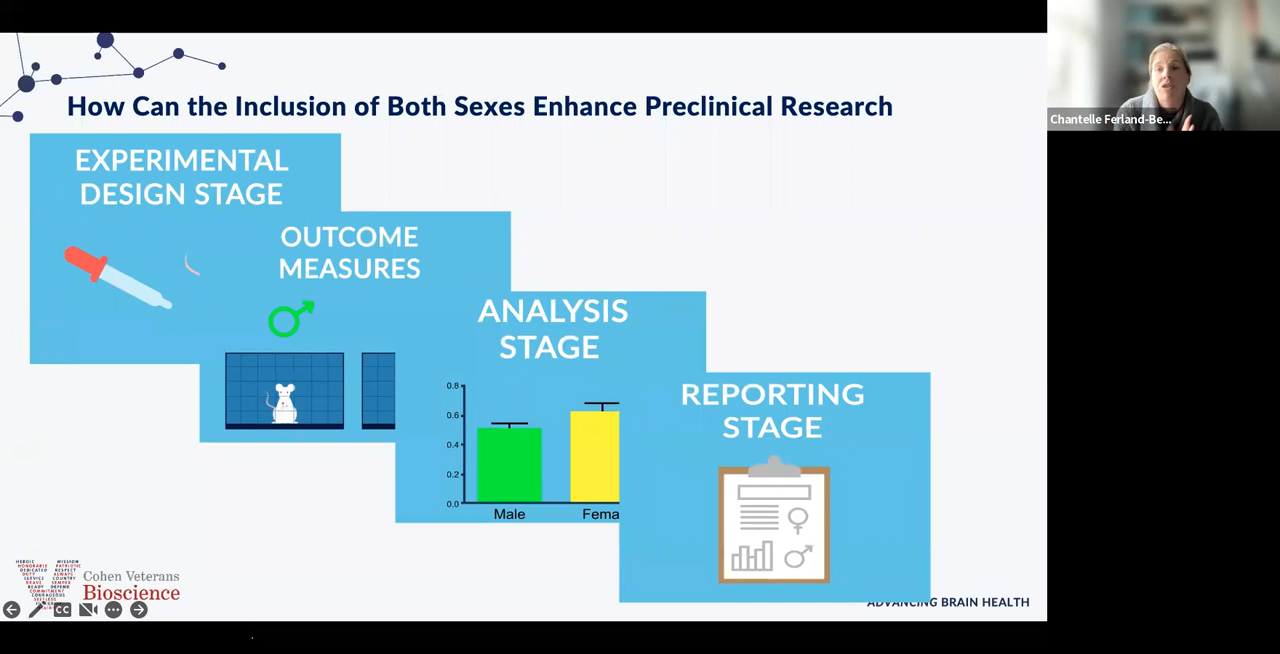 How Can the Inclusion of Both Sexes Enhance Preclinical Research
Chantelle Ferland-Be...
EXPERIMENTAL
DESIGN STAGE
OUTCOME
MEASURES
ANALYSIS
STAGE
0.8
0.6
0.4
0.2
0.0
Male
Fema
REPORTING
STAGE
Cohen Veterans
Bioscience
CC
ADVANCING BRAIN HEALTH